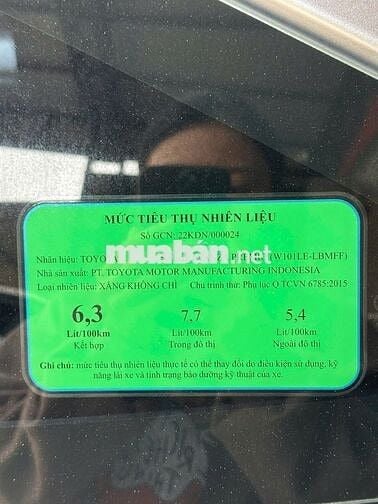 MỨC TIÊU THỤ NHIÊN LIỆU
Số GCN: 22KDN/000024
Nhãn hiệu: TOYOTA (W101LE-LBMFF)
muaban.net
Nhà sản xuất: PT. TOYOTA MOTOR MANUFACTURING INDONESIA
Loại nhiên liệu: XĂNG KHÔNG CHÌ Chu trình thử: Phụ lục Q TCVN 6785:2015
6,3 7,7 5,4
Lít/100km Lít/100km Lít/100km
Kết hợp Trong đô thị Ngoài đô thị
Ghi chú: mức tiêu thụ nhiên liệu thực tế có thể thay đổi do điều kiện sử dụng, kỹ
năng lái xe và tình trạng bảo dưỡng kỹ thuật của xe.